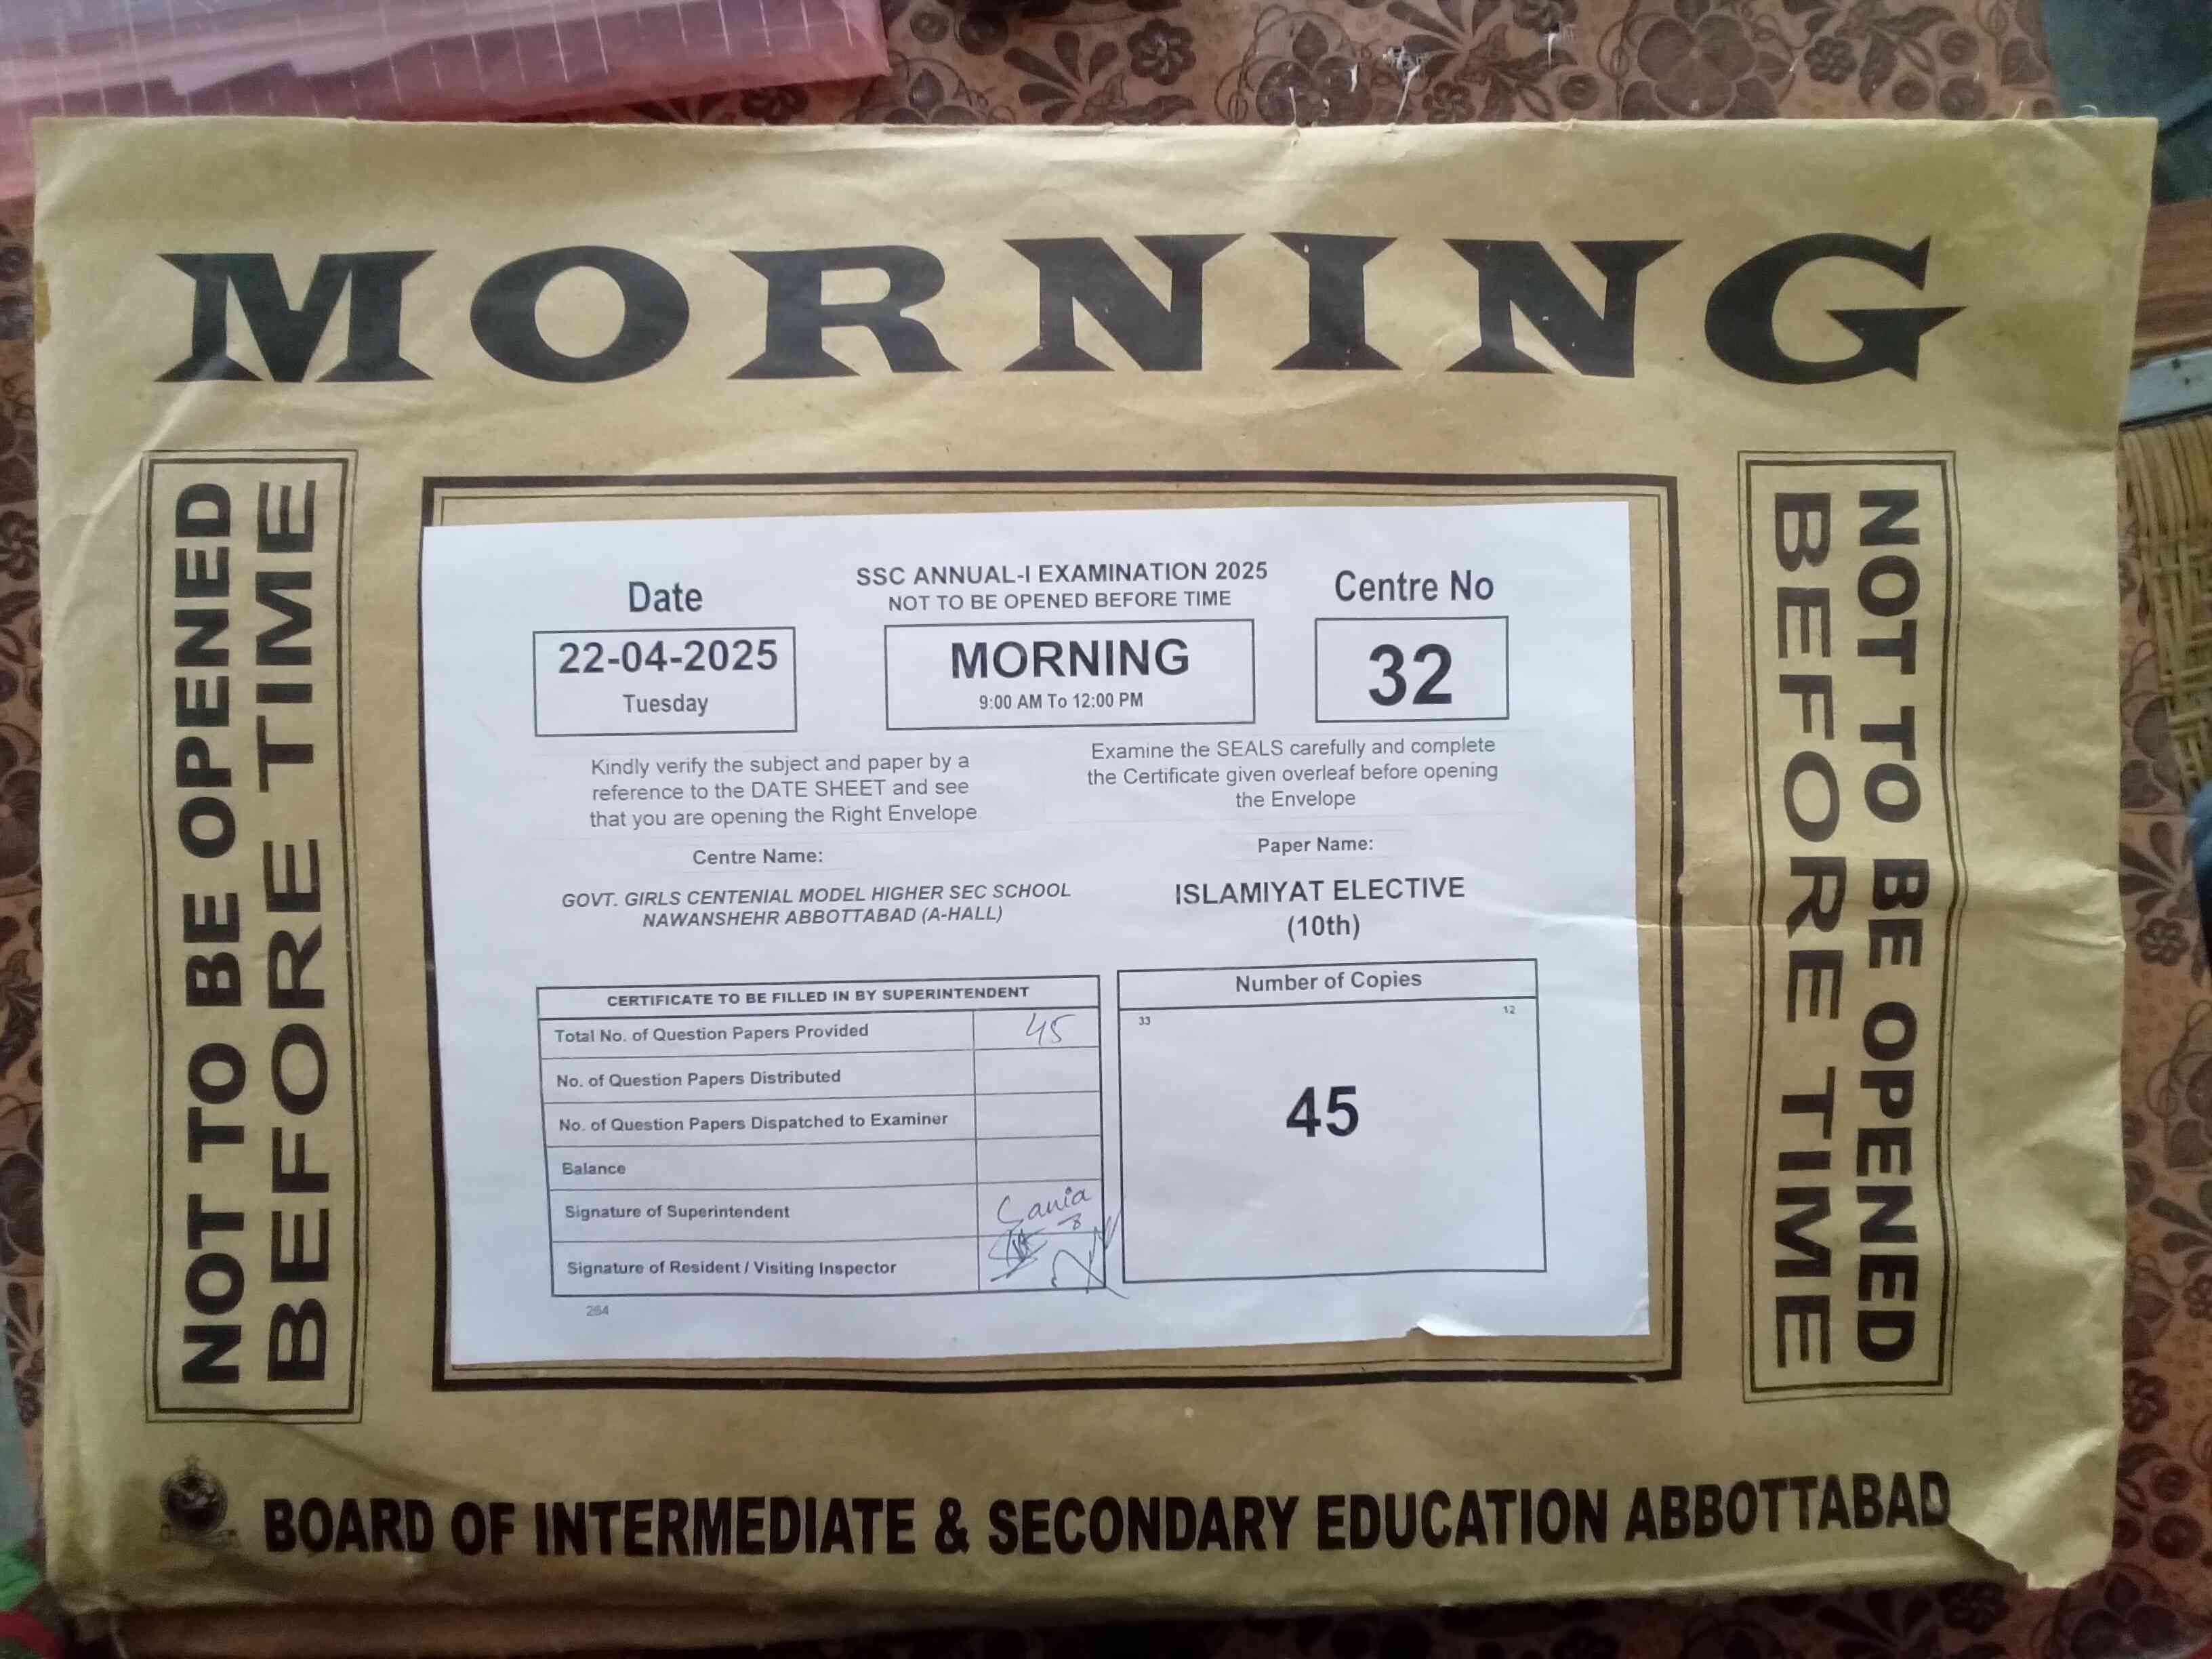 MORNING
NOT TO BE OPENED
BEFORE TIME
NOT TO BE OPENED
BEFORE TIME
SSC ANNUAL-I EXAMINATION 2025
NOT TO BE OPENED BEFORE TIME
Date
22-04-2025
Tuesday
MORNING
9:00 AM To 12:00 PM
Centre No
32
Kindly verify the subject and paper by a
reference to the DATE SHEET and see
that you are opening the Right Envelope
Examine the SEALS carefully and complete
the Certificate given overleaf before opening
the Envelope
Centre Name:
GOVT. GIRLS CENTENIAL MODEL HIGHER SEC SCHOOL
NAWANSHEHR ABBOTTABAD (A-HALL)
Paper Name:
ISLAMIYAT ELECTIVE
(10th)
CERTIFICATE TO BE FILLED IN BY SUPERINTENDENT
Total No. of Question Papers Provided 45
No. of Question Papers Distributed
No. of Question Papers Dispatched to Examiner
Balance
Signature of Superintendent Sania
Signature of Resident / Visiting Inspector
264
Number of Copies
33 12
45
BOARD OF INTERMEDIATE & SECONDARY EDUCATION ABBOTTABAD